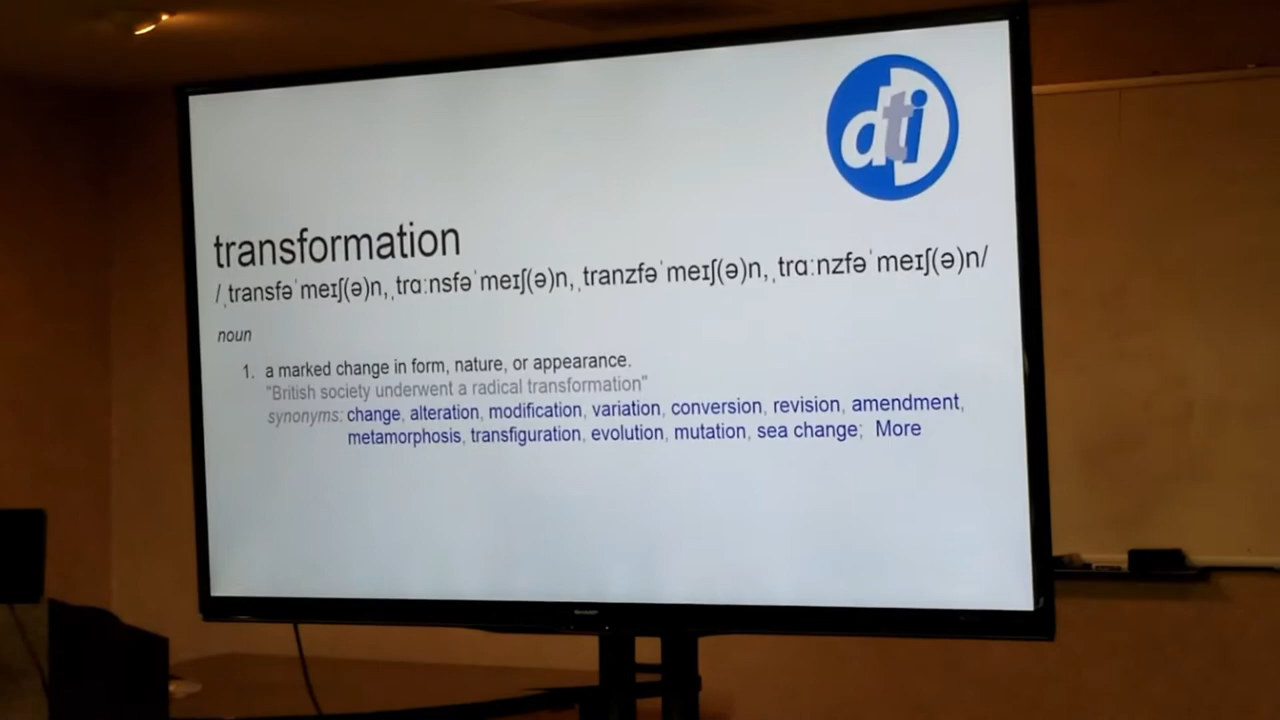 dti
transformation
/ˌtransfəˈmeɪʃ(ə)n,ˌtrɑːnsfəˈmeɪʃ(ə)n,ˌtranzfəˈmeɪʃ(ə)n,ˌtrɑːnzfəˈmeɪʃ(ə)n/
noun
1. a marked change in form, nature, or appearance.
"British society underwent a radical transformation"
synonyms: change, alteration, modification, variation, conversion, revision, amendment,
metamorphosis, transfiguration, evolution, mutation, sea change; More
SHARP